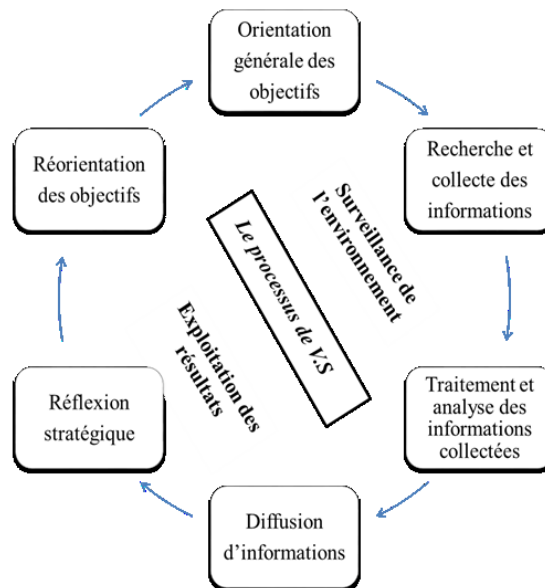 Orientation
générale des
objectifs
Recherche et
collecte des
informations
Traitement et
analyse des
informations
collectées
Diffusion
d'informations
Réflexion
stratégique
Réorientation
des objectifs
Surveillance de
l'environnement
Le processus de V.S
Exploitation des
résultats